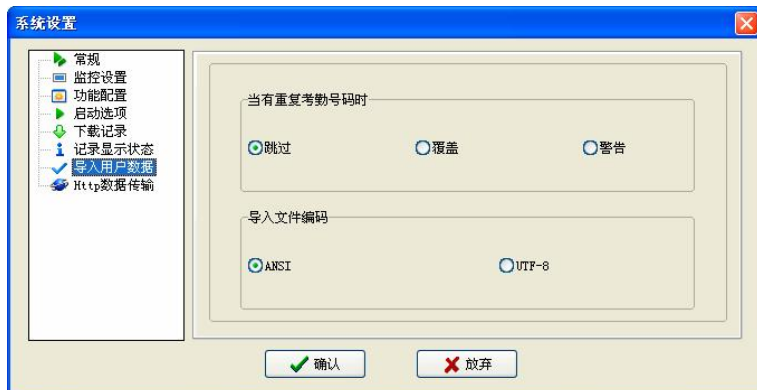 系统设置
常规
监控设置
功能配置
启动选项
下载记录
记录显示状态
导入用户数据
Http数据传输
当有重复考勤号码时
跳过 覆盖 警告
导入文件编码
ANSI UTF-8
确认 放弃